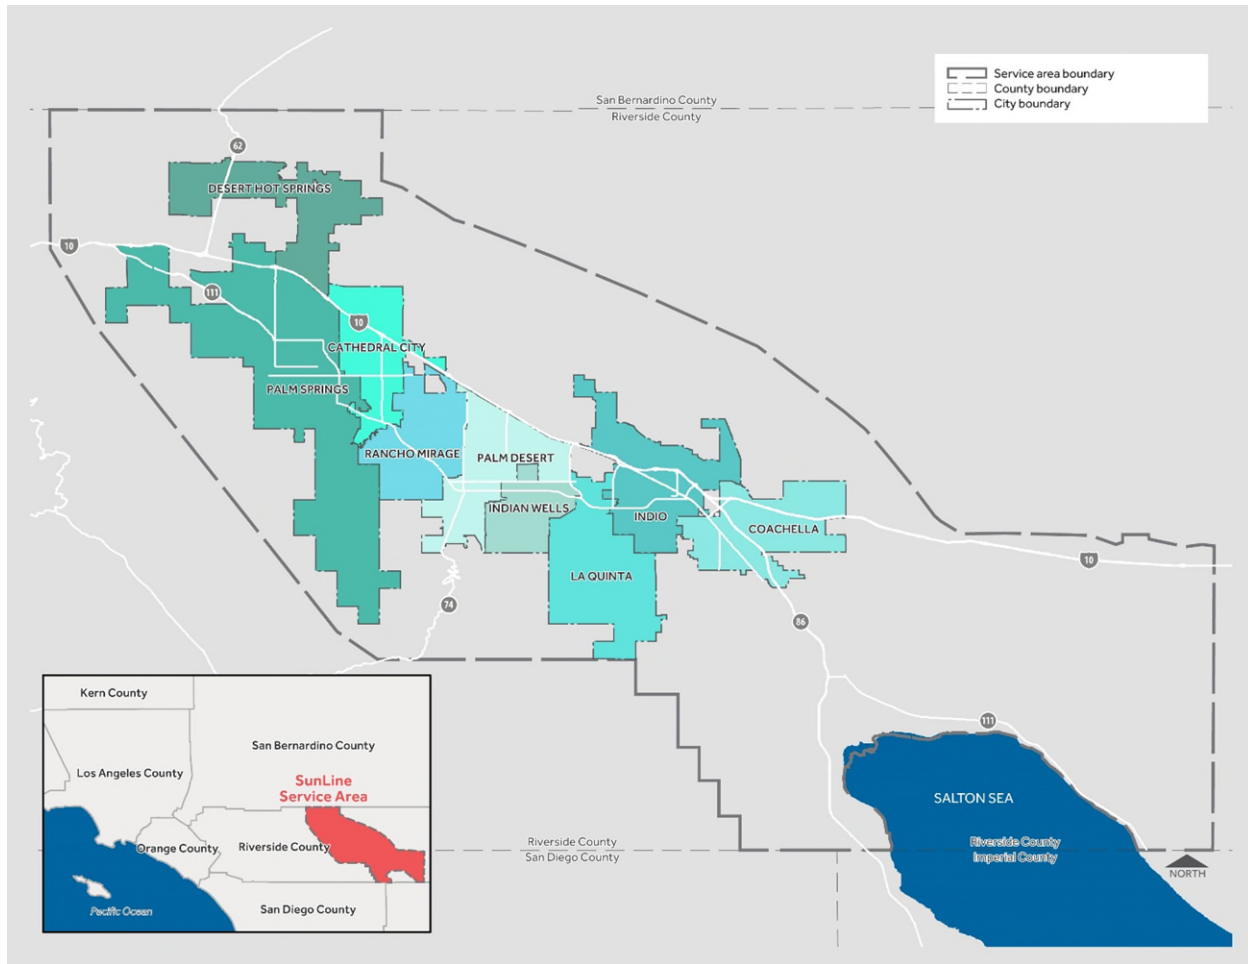 Service area boundary
County boundary
City boundary
San Bernardino County
Riverside County
62
DESERT HOT SPRINGS
10
111
10
CATHEDRAL CITY
PALM SPRINGS
RANCHO MIRAGE
PALM DESERT
INDIAN WELLS
INDIO
COACHELLA
10
LA QUINTA
74
86
111
SALTON SEA
Riverside County
San Diego County
Riverside County
Imperial County
NORTH
Kern County
San Bernardino County
Los Angeles County
SunLine
Service Area
Orange County
Riverside County
San Diego County
Pacific Ocean